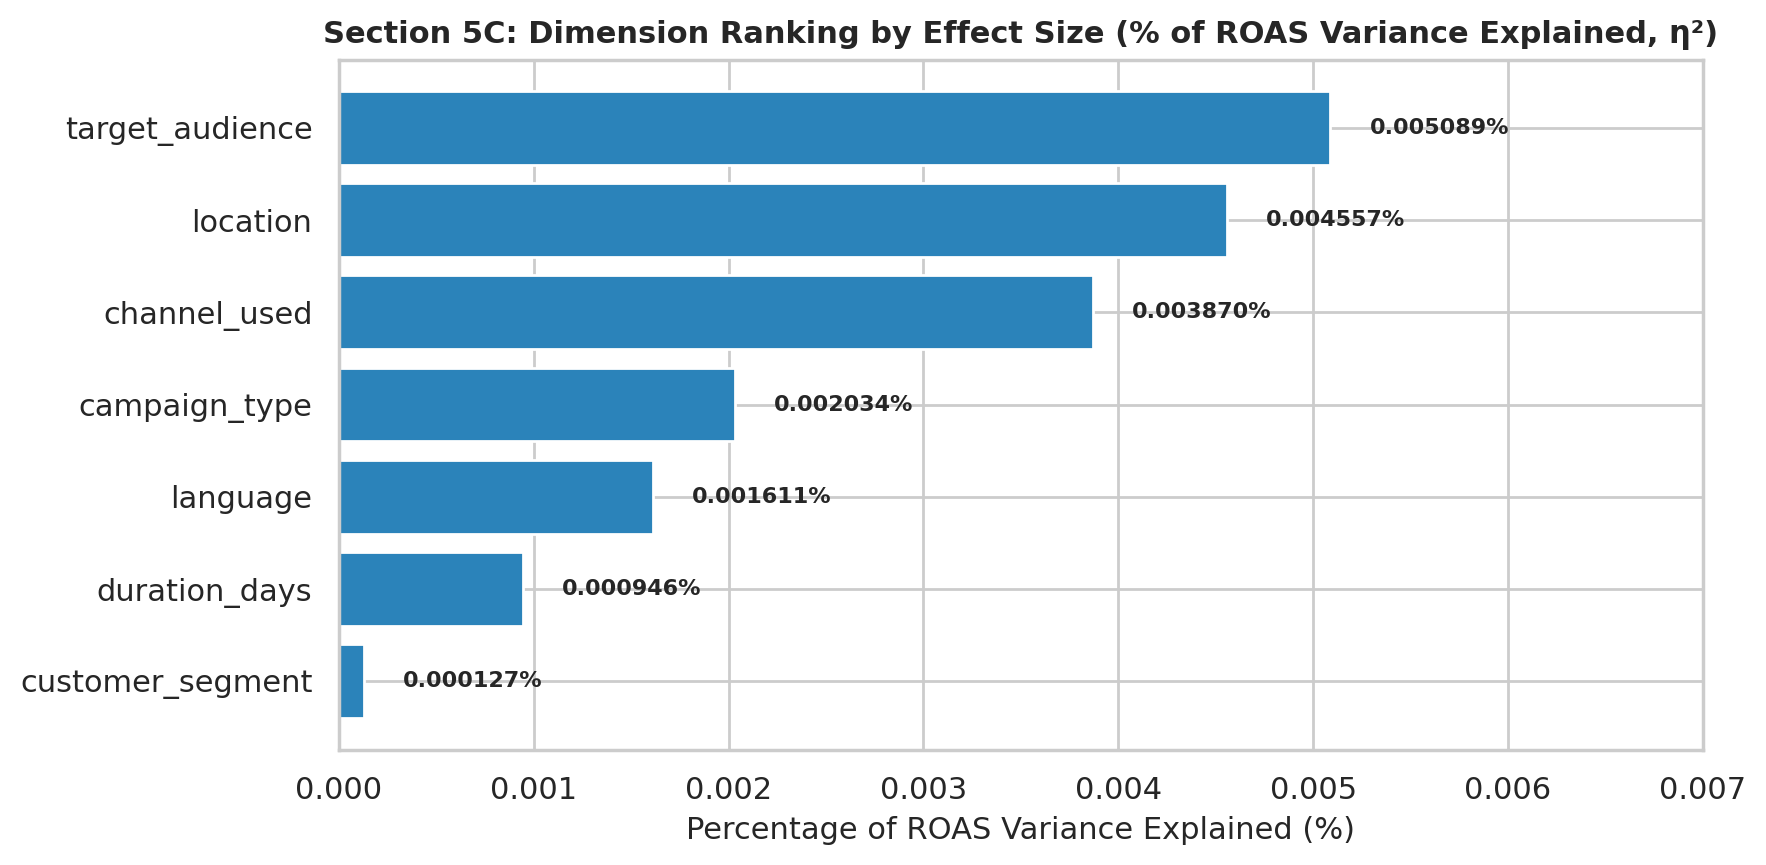 Section 5C: Dimension Ranking by Effect Size (% of ROAS Variance Explained, η²)
target_audience 0.005089%
location 0.004557%
channel_used 0.003870%
campaign_type 0.002034%
language 0.001611%
duration_days 0.000946%
customer_segment 0.000127%
0.000 0.001 0.002 0.003 0.004 0.005 0.006 0.007
Percentage of ROAS Variance Explained (%)